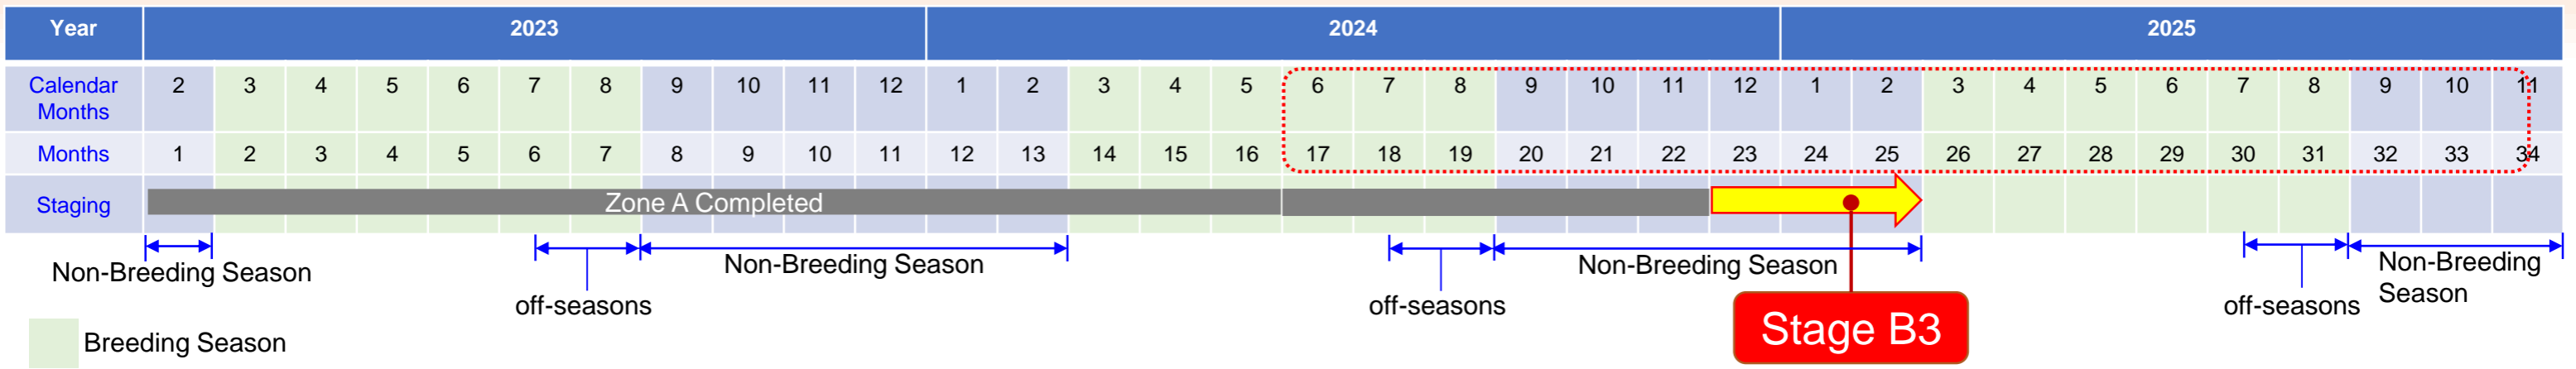 Year 2023 2024 2025
Calendar Months 2 3 4 5 6 7 8 9 10 11 12 1 2 3 4 5 6 7 8 9 10 11 12 1 2 3 4 5 6 7 8 9 10 11
Months 1 2 3 4 5 6 7 8 9 10 11 12 13 14 15 16 17 18 19 20 21 22 23 24 25 26 27 28 29 30 31 32 33 34
Staging Zone A Completed
Non-Breeding Season
off-seasons
Non-Breeding Season
off-seasons
Non-Breeding Season
Stage B3
off-seasons
Non-Breeding
Season
Breeding Season